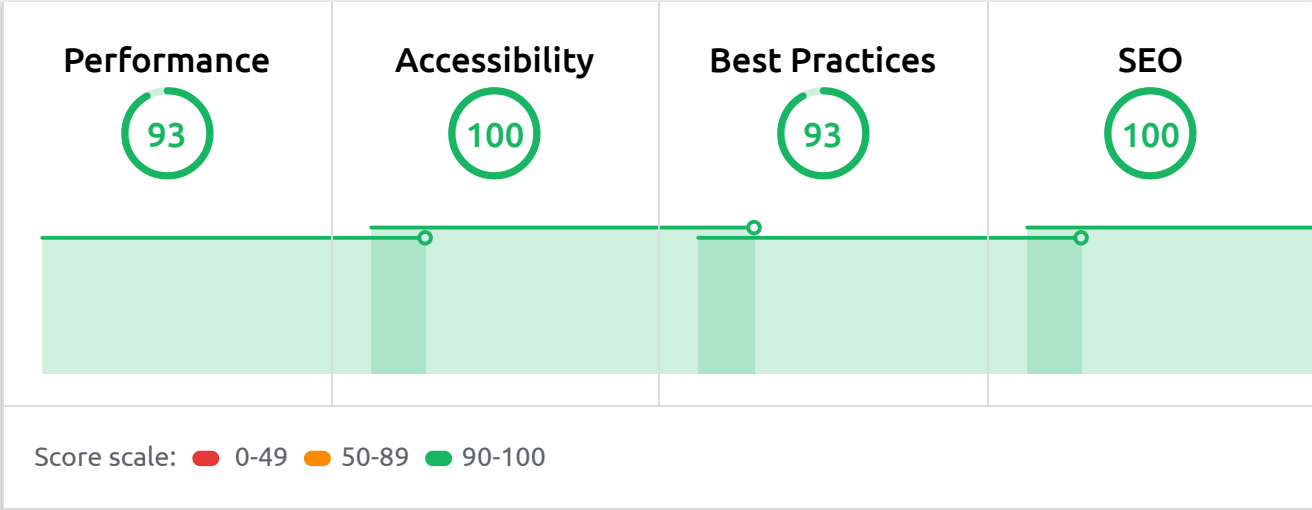 Performance Accessibility Best Practices SEO
93 100 93 100
Score scale: 0-49 50-89 90-100